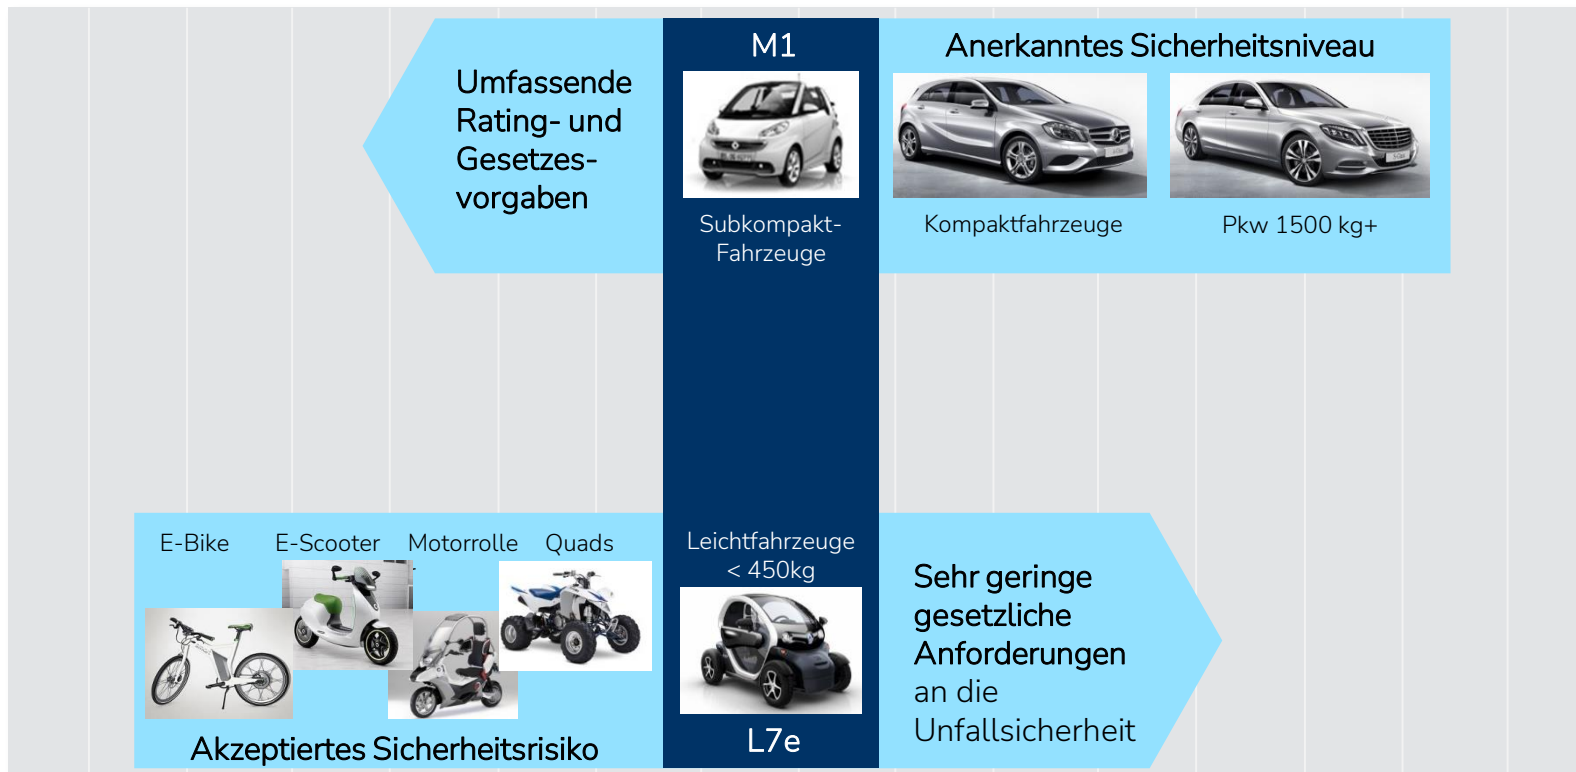 Umfassende
Rating- und
Gesetzes-
vorgaben
M1
Subkompakt-
Fahrzeuge
Anerkanntes Sicherheitsniveau
Kompaktfahrzeuge
Pkw 1500 kg+
E-Bike
E-Scooter
Motorrolle
Quads
Akzeptiertes Sicherheitsrisiko
Leichtfahrzeuge
< 450kg
L7e
Sehr geringe
gesetzliche
Anforderungen
an die
Unfallsicherheit